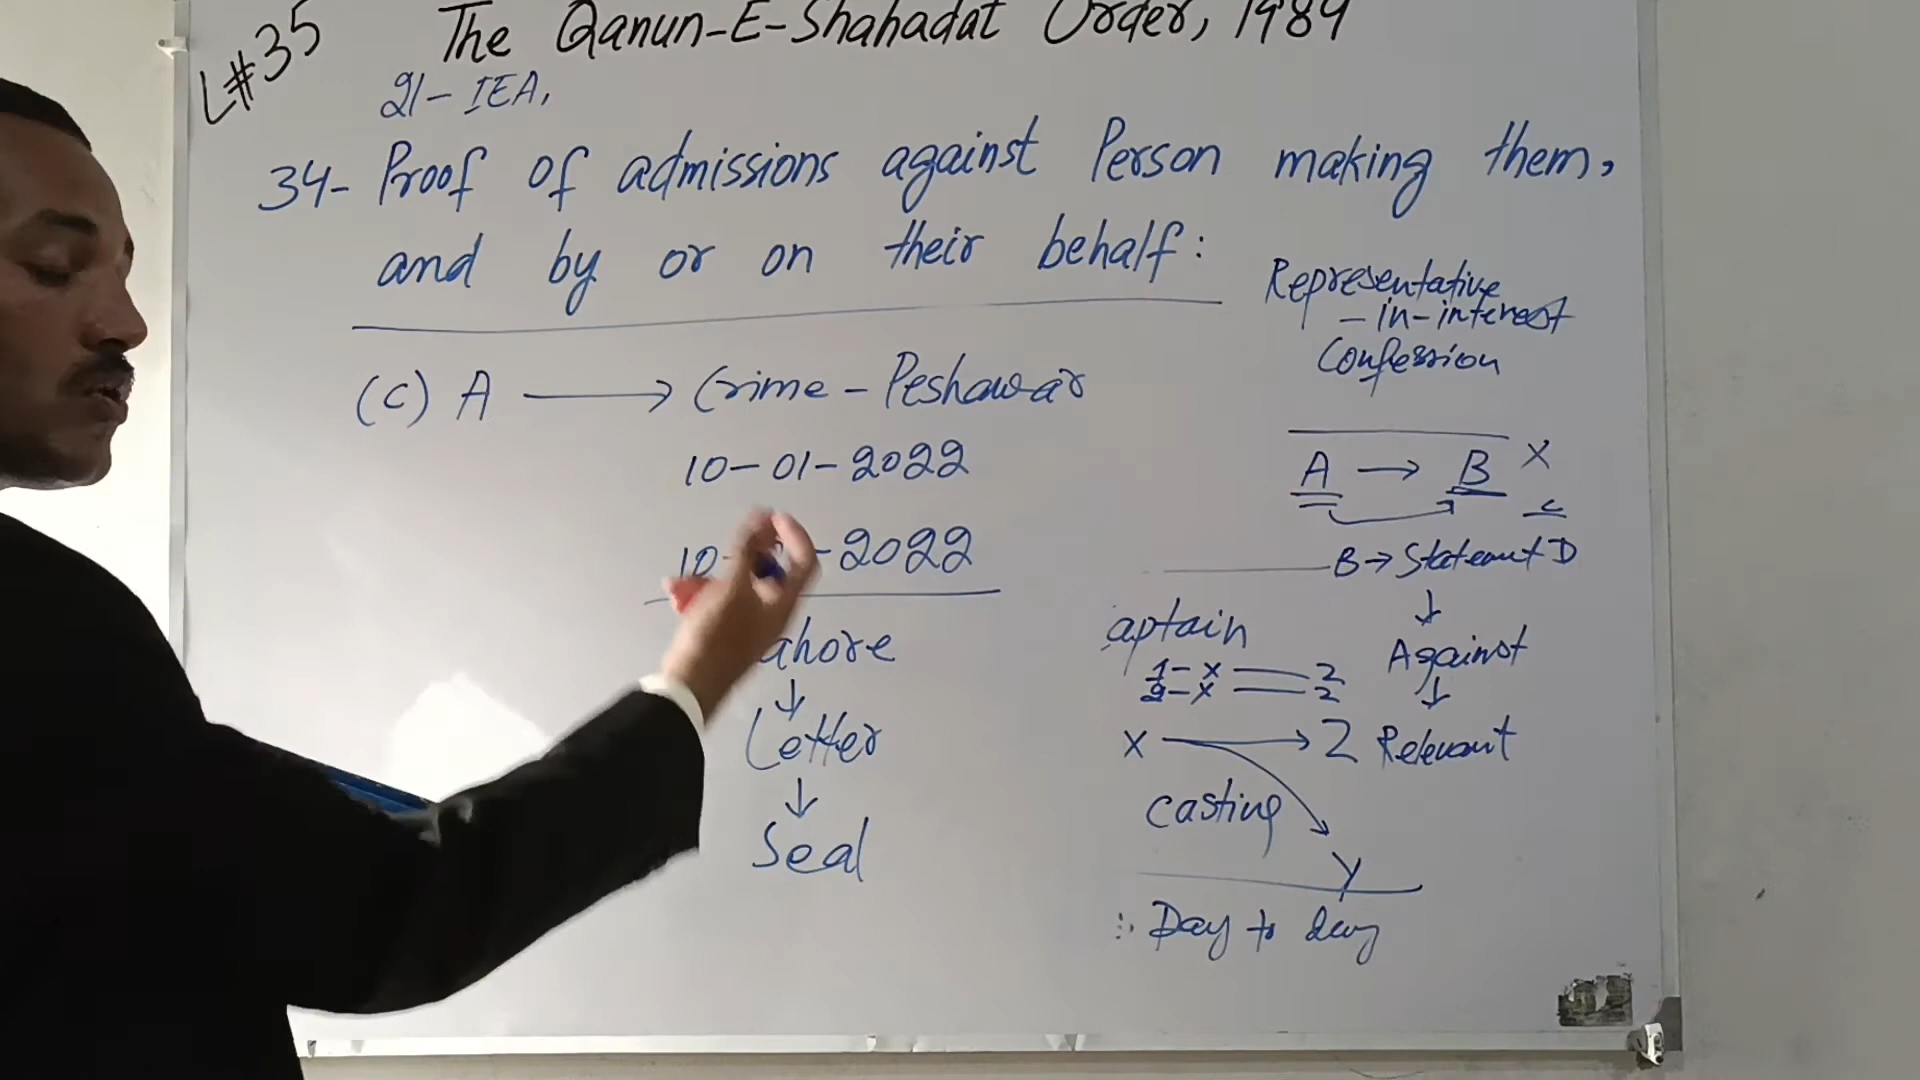 L#35
The Qanun-E-Shahadat Order, 1984
21- IEA,
34- Proof of admissions against Person making them,
and by or on their behalf:
Representative
-in-interest
Confession
(C) A → Crime - Peshawar
10-01-2022
10- -2022
ahore
↓
Letter
↓
Seal
A → B X
C
B → Statement D
↓
Against
↓
Relevant
aptain
1- X 2
2- X 2
X → Z
casting
Y
∴ Day to day